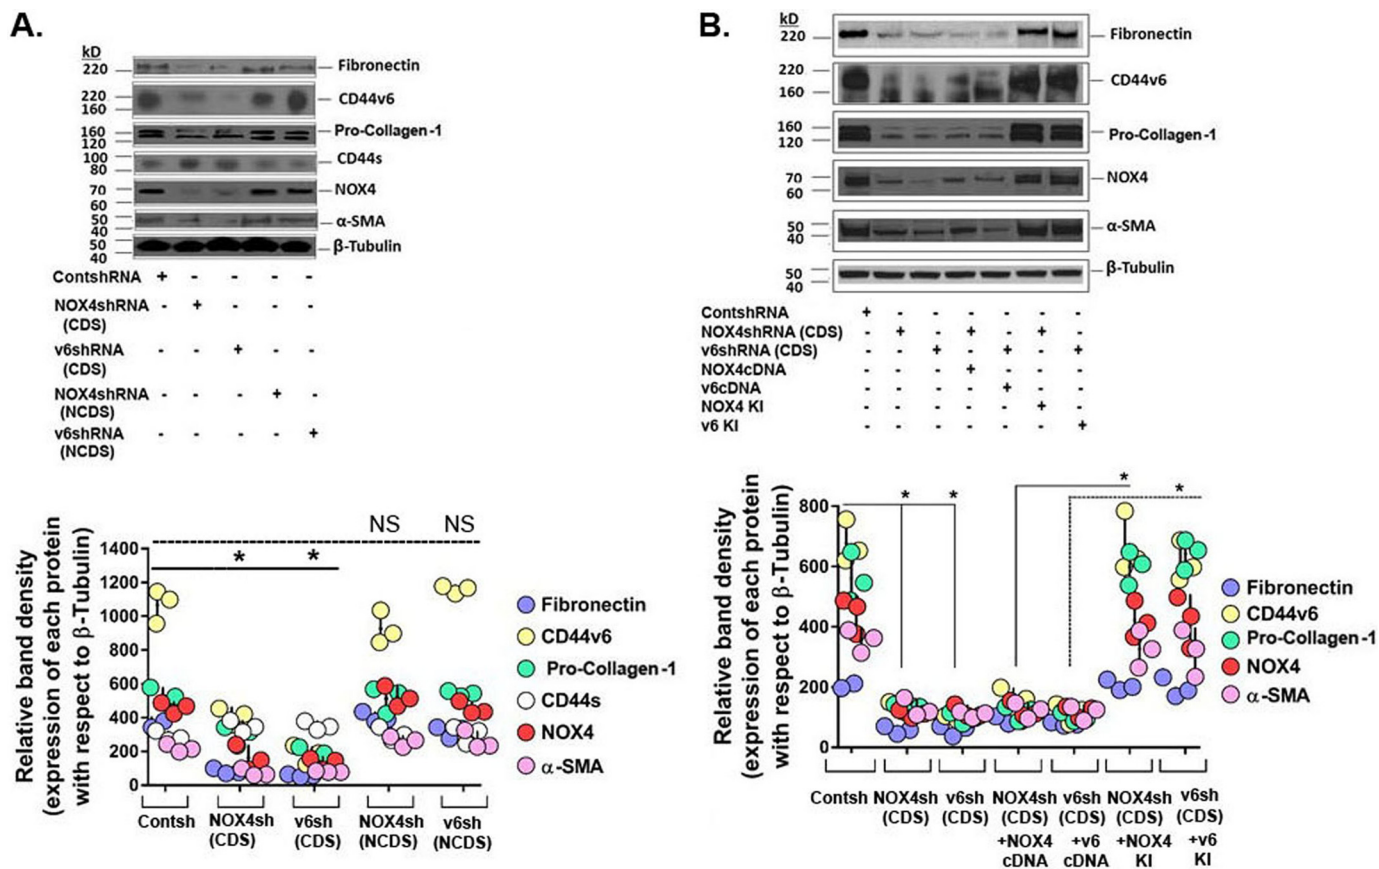 A.
kD
220
220
160
160
120
100
80
70
60
50
40
50
40
Fibronectin
CD44v6
Pro-Collagen-1
CD44s
NOX4
α-SMA
β-Tubulin
ContshRNA + - - - -
NOX4shRNA - + - - -
(CDS)
v6shRNA - - + - -
(CDS)
NOX4shRNA - - - + -
(NCDS)
v6shRNA - - - - +
(NCDS)
Relative band density
(expression of each protein
with respect to β-Tubulin)
1400
1200
1000
800
600
400
200
0
* * NS NS
Contsh
NOX4sh
(CDS)
v6sh
(CDS)
NOX4sh
(NCDS)
v6sh
(NCDS)
Fibronectin
CD44v6
Pro-Collagen-1
CD44s
NOX4
α-SMA
B.
kD
220
220
160
160
120
70
60
50
40
50
40
Fibronectin
CD44v6
Pro-Collagen-1
NOX4
α-SMA
β-Tubulin
ContshRNA + - - - - - -
NOX4shRNA (CDS) - + - + - + -
v6shRNA (CDS) - - + - + - +
NOX4cDNA - - - + - - -
v6cDNA - - - - + - -
NOX4 KI - - - - - + -
v6 KI - - - - - - +
Relative band density
(expression of each protein
with respect to β-Tubulin)
800
600
400
200
0
* * * *
Contsh
NOX4sh
(CDS)
v6sh
(CDS)
NOX4sh
(CDS)
+NOX4
cDNA
v6sh
(CDS)
+v6
cDNA
NOX4sh
(CDS)
+NOX4
KI
v6sh
(CDS)
+v6
KI
Fibronectin
CD44v6
Pro-Collagen-1
NOX4
α-SMA